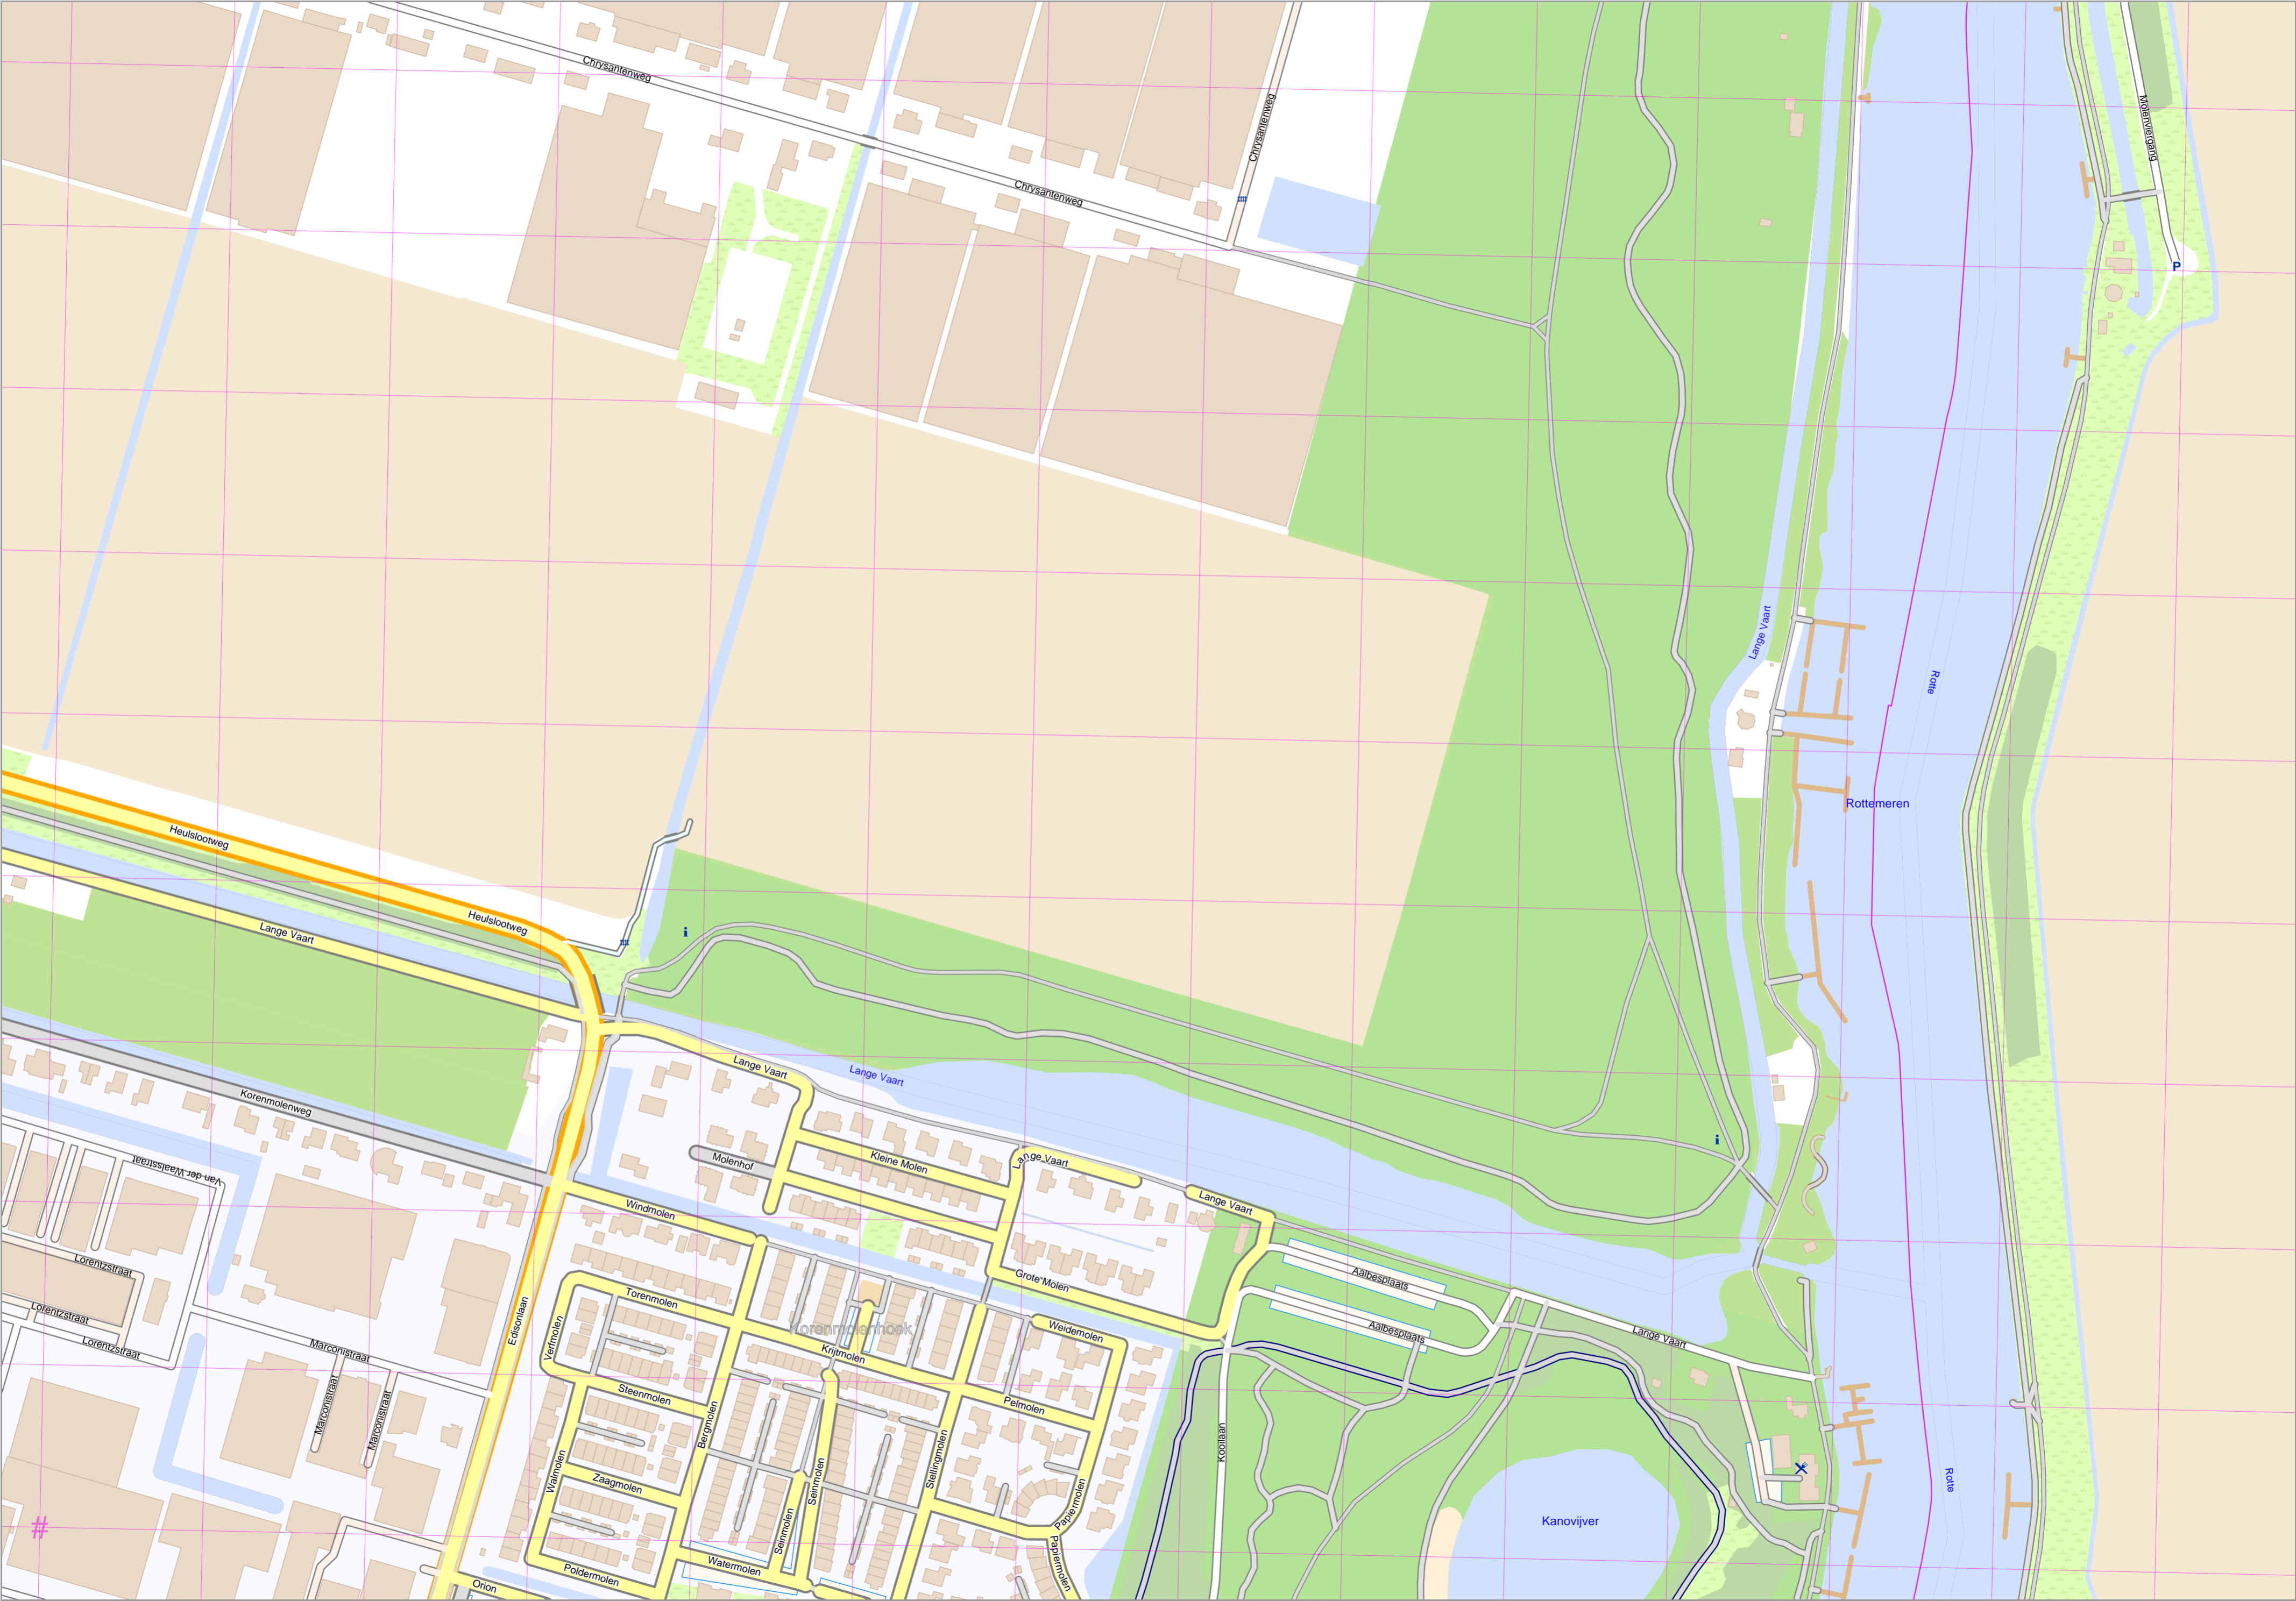 Chrysantenweg
Chrysantenweg
Chrysantenweg
Molenviergang
P
Lange Vaart
Rotte
Rottemeren
Heulslootweg
Heulslootweg
Lange Vaart
i
Lange Vaart
Lange Vaart
Korenmolenweg
Molenhof
Kleine Molen
Lange Vaart
i
Van der Waalsstraat
Windmolen
Lange Vaart
Lorentzstraat
Grote Molen
Aalbesplaats
Torenmolen
Lorentzstraat
Edisonlaan
Korenmolenhoek
Weidemolen
Aalbesplaats
Lange Vaart
Lorentzstraat
Marconistraat
Verfmolen
Krijtmolen
Steenmolen
Pelmolen
Marconistraat
Marconistraat
Bergmolen
Kooilaan
Walmolen
Zaagmolen
Seinmolen
Stellingmolen
Rotte
Papiermolen
Kanovijver
#
Seinmolen
Watermolen
Papiermolen
Poldermolen
Orion